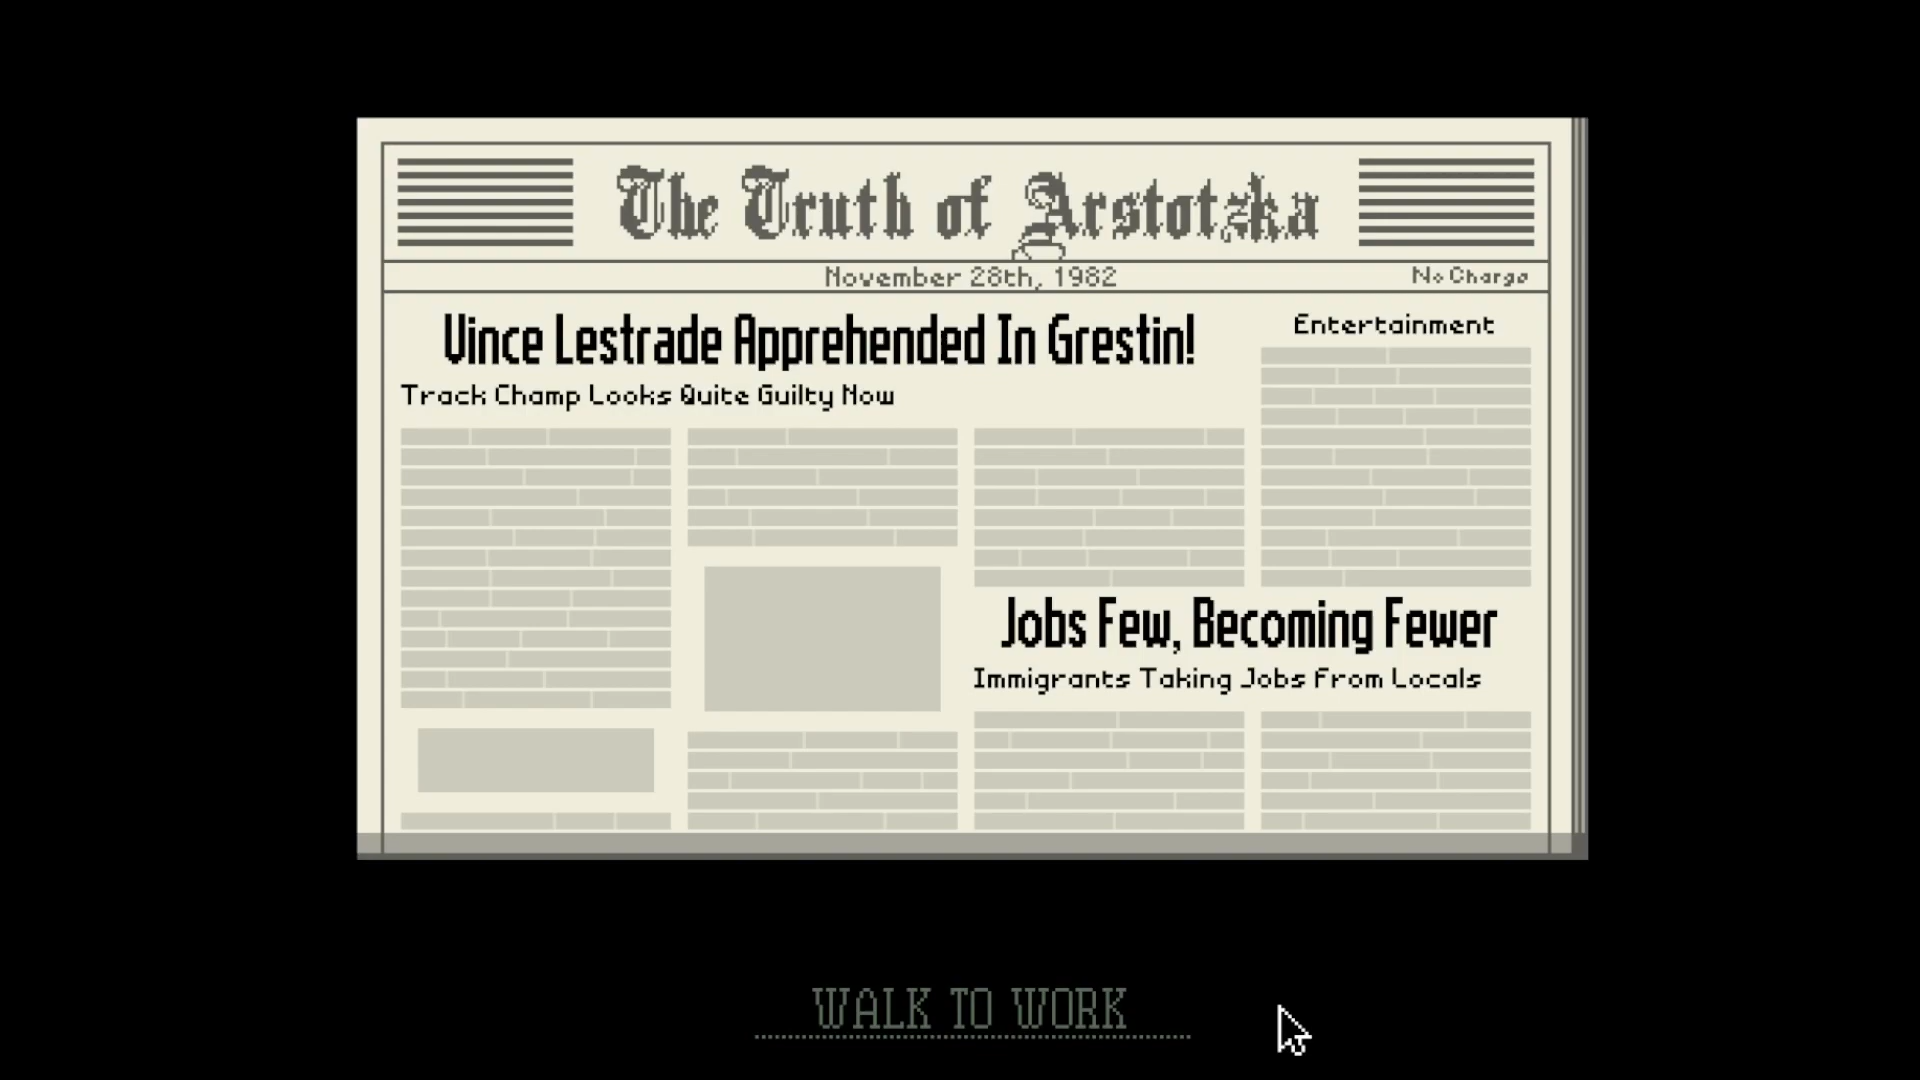 The Truth of Arstotzka
November 28th, 1982
No Charge
Vince Lestrade Apprehended In Grestin!
Track Champ Looks Quite Guilty Now
Entertainment
Jobs Few, Becoming Fewer
Immigrants Taking Jobs From Locals
WALK TO WORK